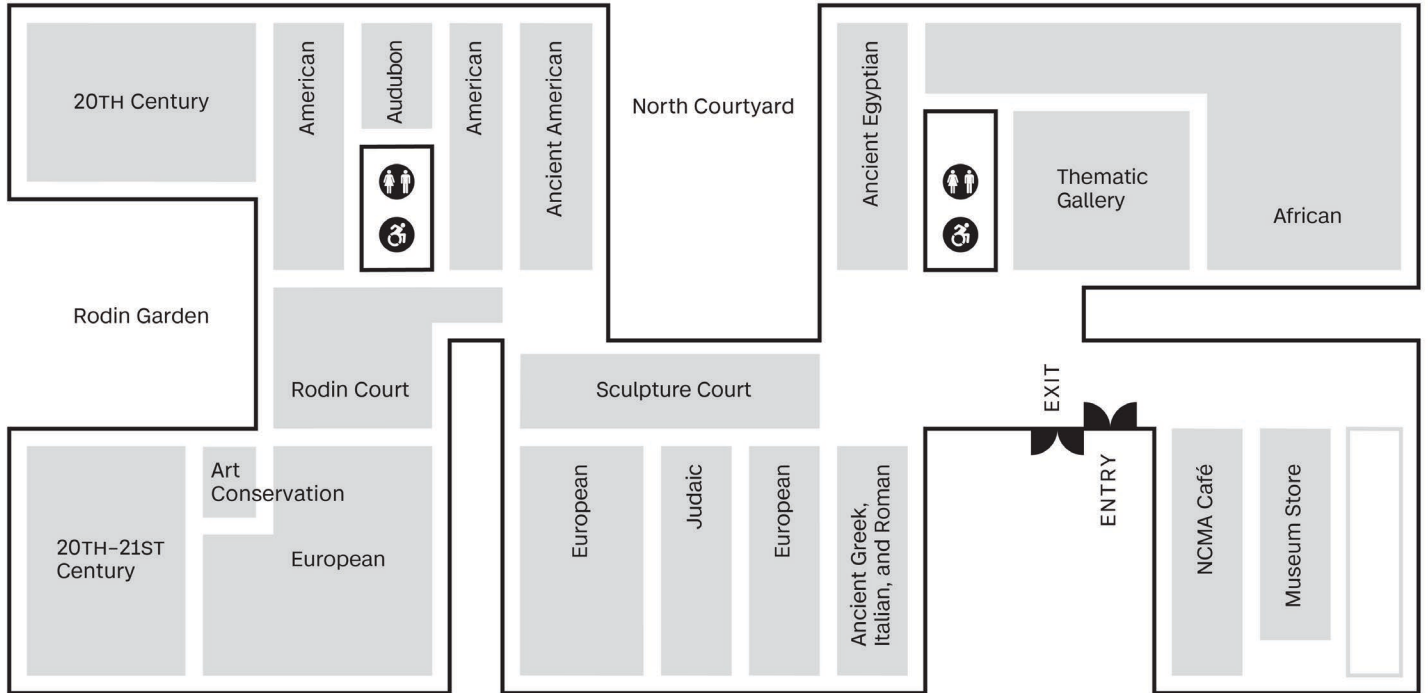 20TH Century
American
Audubon
American
Ancient American
North Courtyard
Ancient Egyptian
Thematic
Gallery
African
Rodin Garden
Rodin Court
Sculpture Court
EXIT
ENTRY
Art
Conservation
20TH–21ST
Century
European
European
Judaic
European
Ancient Greek,
Italian, and Roman
NCMA Café
Museum Store